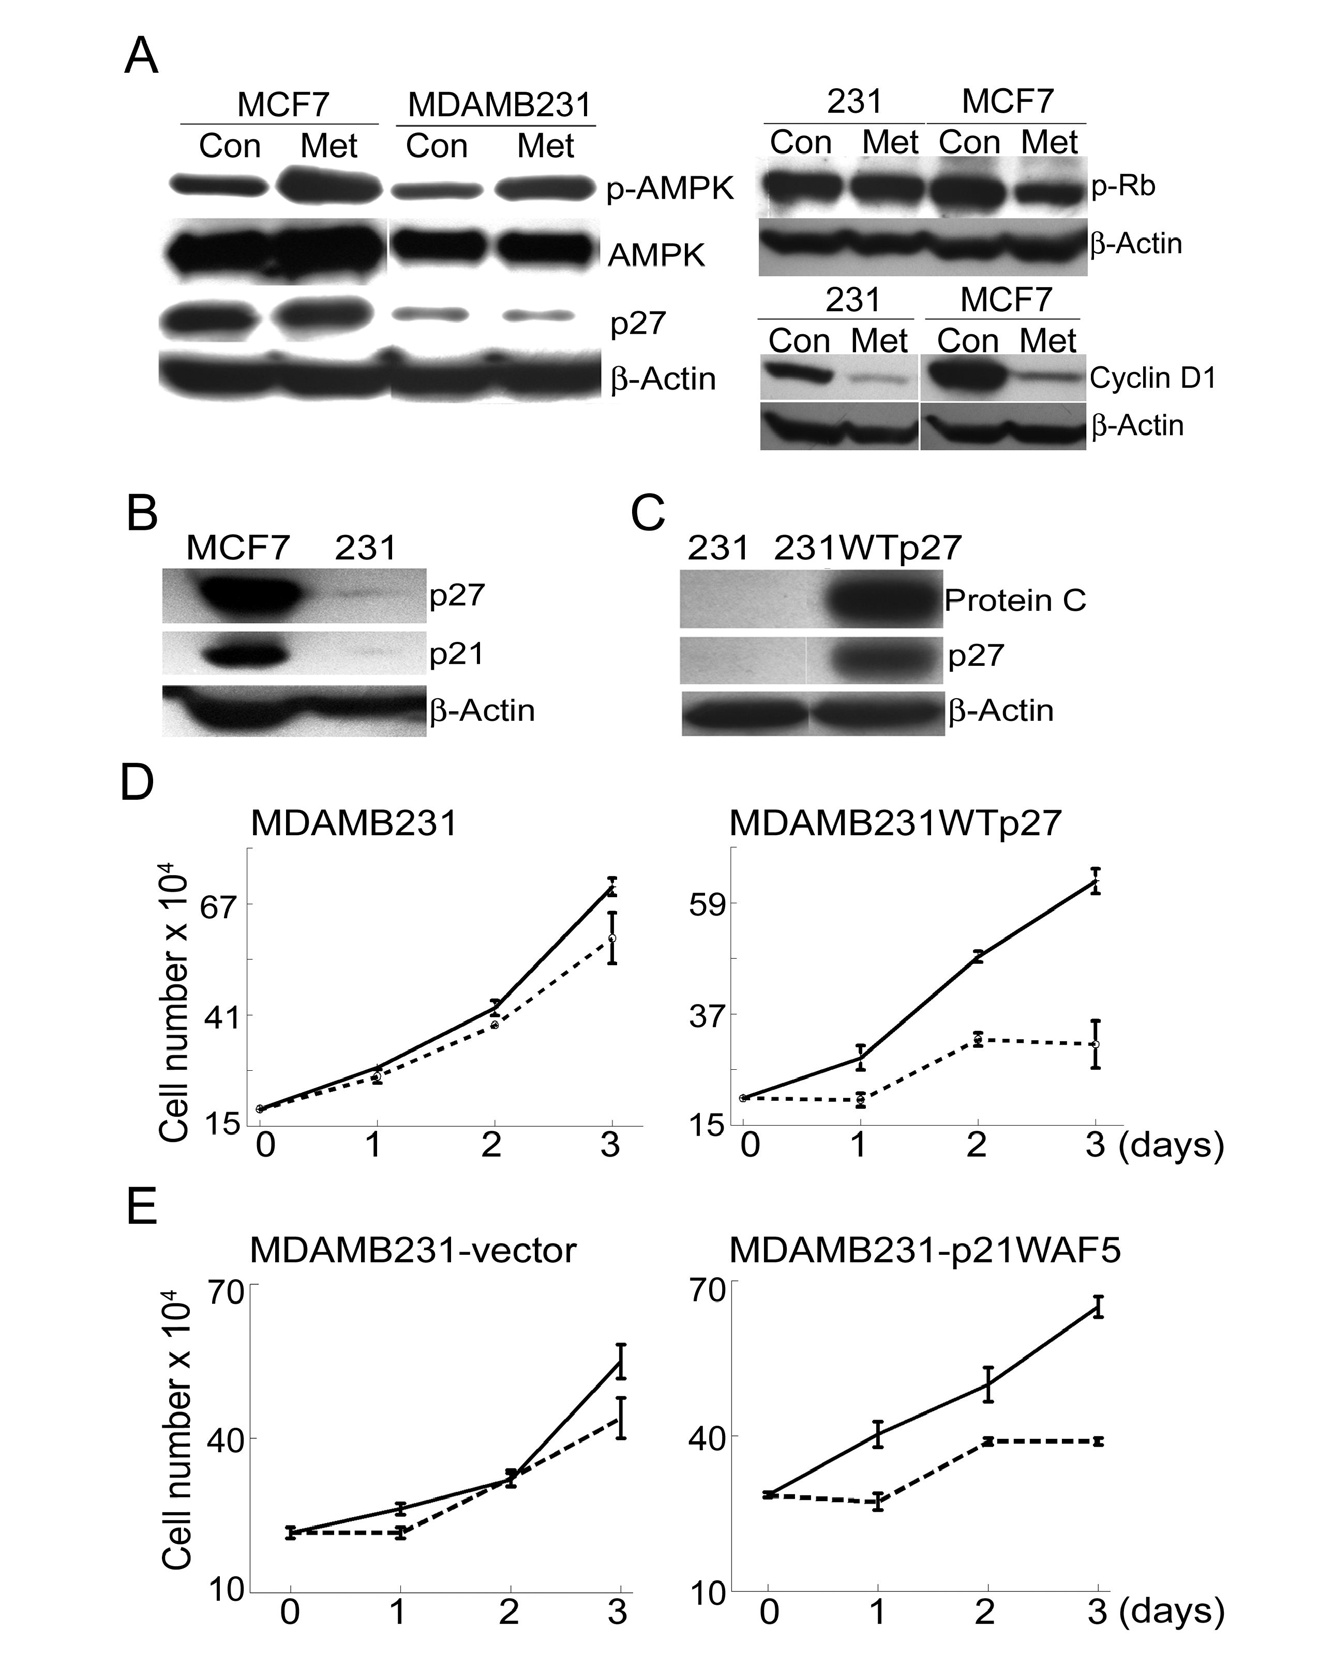 A
MCF7 MDAMB231
Con Met Con Met
p-AMPK
AMPK
p27
β-Actin
231 MCF7
Con Met Con Met
p-Rb
β-Actin
231 MCF7
Con Met Con Met
Cyclin D1
β-Actin
B
MCF7 231
p27
p21
β-Actin
C
231 231WTp27
Protein C
p27
β-Actin
D
MDAMB231
Cell number x 10⁴
67
41
15
0 1 2 3
MDAMB231WTp27
59
37
15
0 1 2 3 (days)
E
MDAMB231-vector
Cell number x 10⁴
70
40
10
0 1 2 3
MDAMB231-p21WAF5
70
40
10
0 1 2 3 (days)